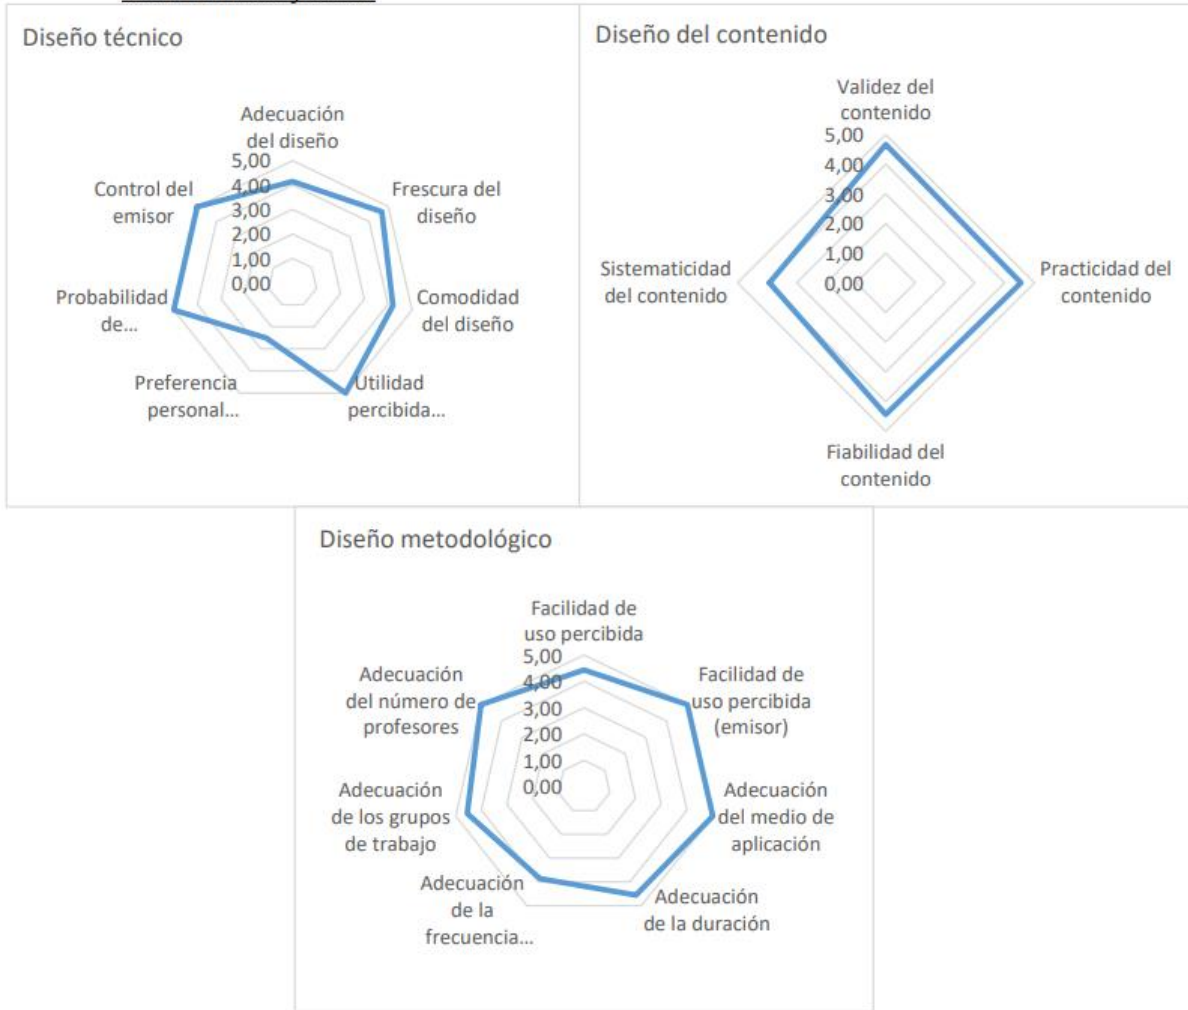 Diseño técnico
Adecuación
del diseño
5,00
4,00
3,00
2,00
1,00
0,00
Frescura del
diseño
Comodidad
del diseño
Utilidad
percibida...
Preferencia
personal...
Probabilidad
de...
Control del
emisor
Diseño del contenido
Validez del
contenido
5,00
4,00
3,00
2,00
1,00
0,00
Practicidad del
contenido
Fiabilidad del
contenido
Sistematicidad
del contenido
Diseño metodológico
Facilidad de
uso percibida
5,00
4,00
3,00
2,00
1,00
0,00
Facilidad de
uso percibida
(emisor)
Adecuación
del medio de
aplicación
Adecuación
de la duración
Adecuación
de la
frecuencia...
Adecuación
de los grupos
de trabajo
Adecuación
del número de
profesores